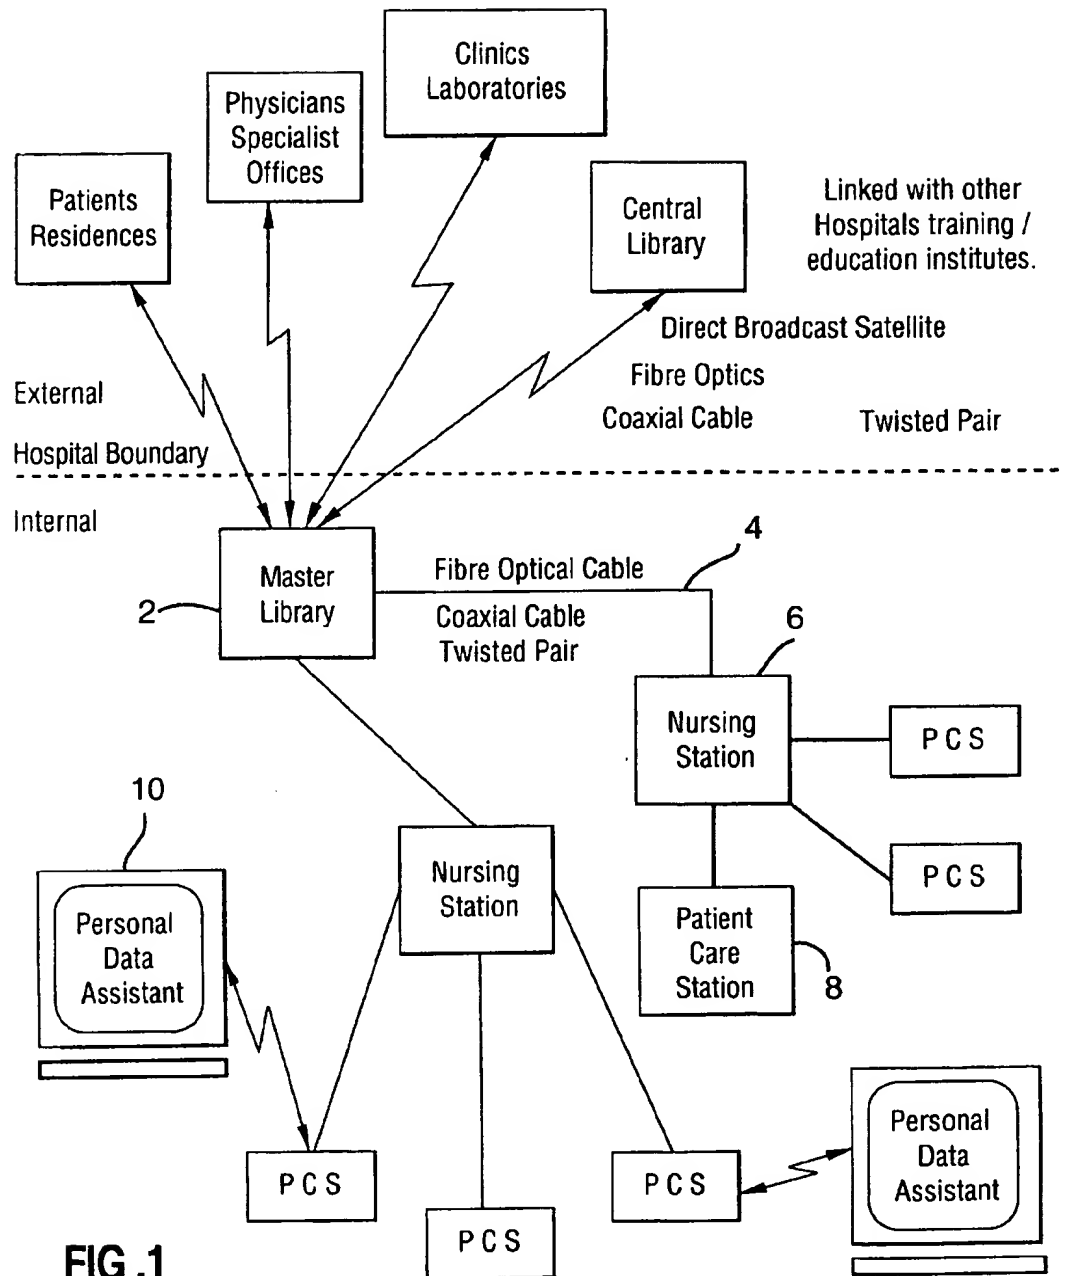 Clinics
Laboratories
Physicians
Specialist
Offices
Patients
Residences
Central
Library
Linked with other
Hospitals training /
education institutes.
Direct Broadcast Satellite
Fibre Optics
Coaxial Cable Twisted Pair
External
Hospital Boundary
Internal
Master
Library
2
Fibre Optical Cable
Coaxial Cable
Twisted Pair
4
6
Nursing
Station
PCS
PCS
Patient
Care
Station
8
10
Personal
Data
Assistant
Nursing
Station
PCS
PCS
PCS
Personal
Data
Assistant
FIG.1